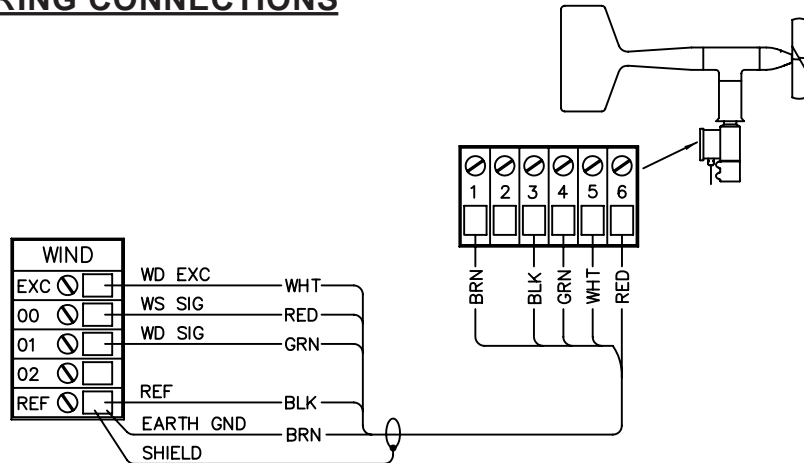 RING CONNECTIONS
1 2 3 4 5 6
BRN BLK GRN WHT RED
WIND
EXC WD EXC WHT
00 WS SIG RED
01 WD SIG GRN
02
REF REF BLK
EARTH GND BRN
SHIELD